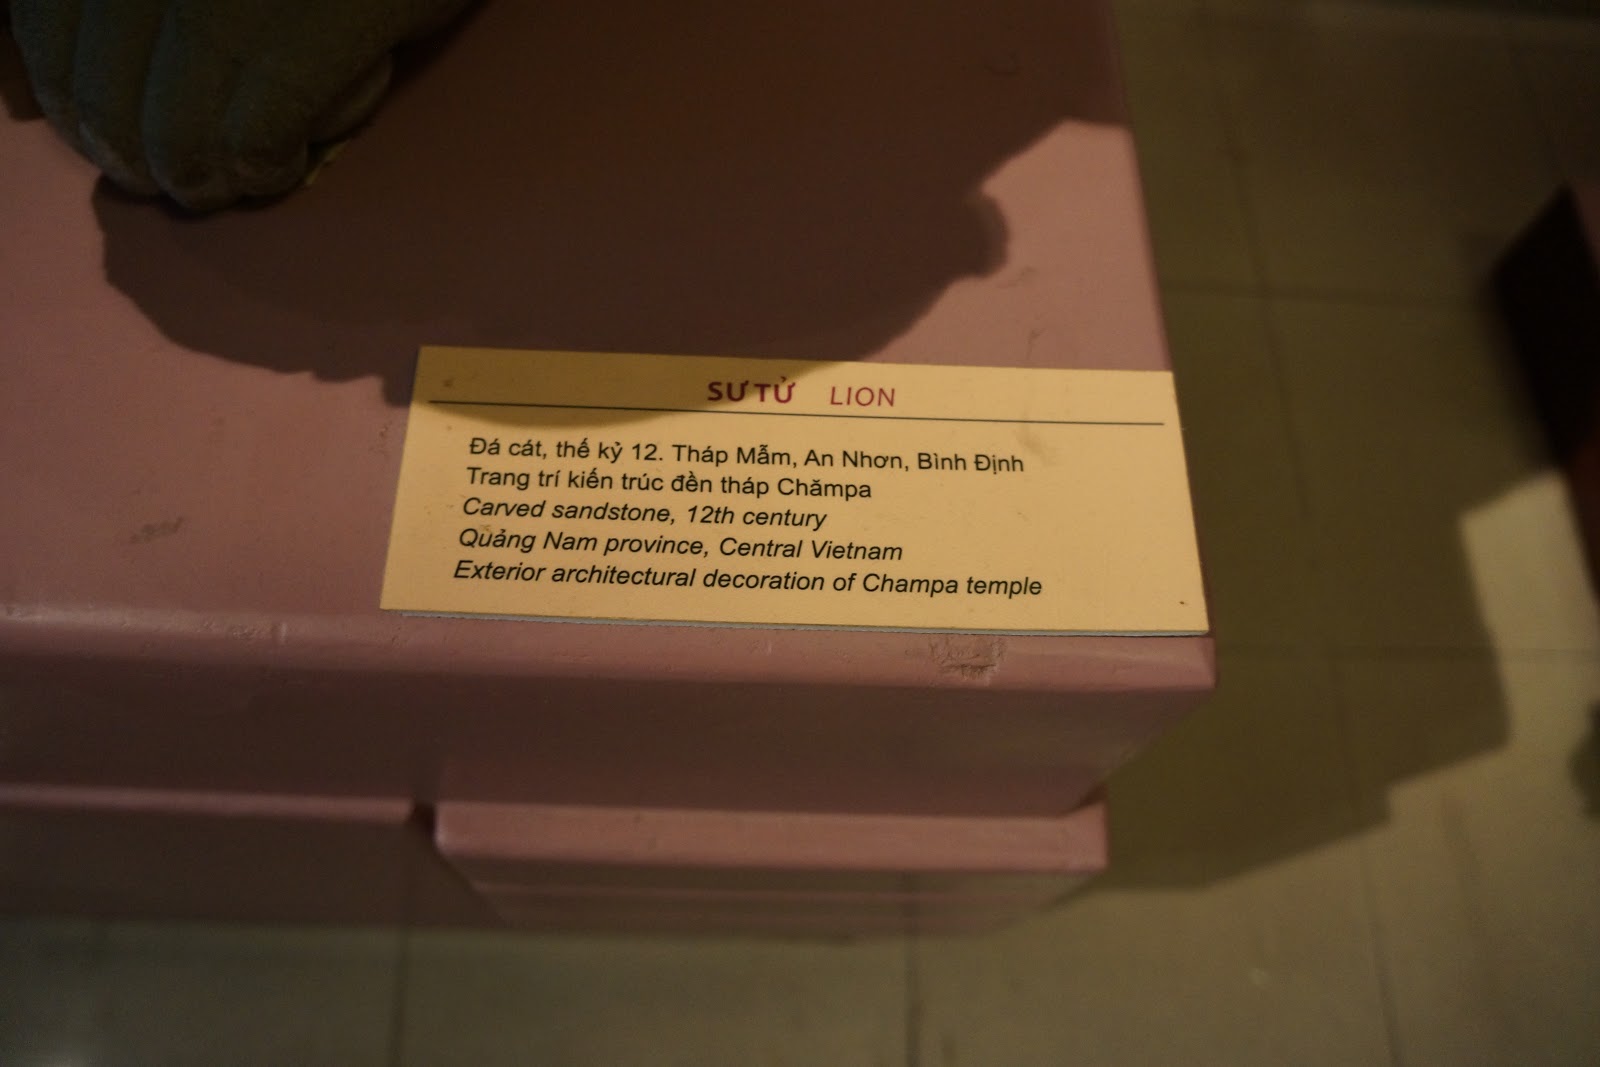 SƯ TỬ LION
Đá cát, thế kỷ 12. Tháp Mẫm, An Nhơn, Bình Định
Trang trí kiến trúc đền tháp Chămpa
Carved sandstone, 12th century
Quảng Nam province, Central Vietnam
Exterior architectural decoration of Champa temple